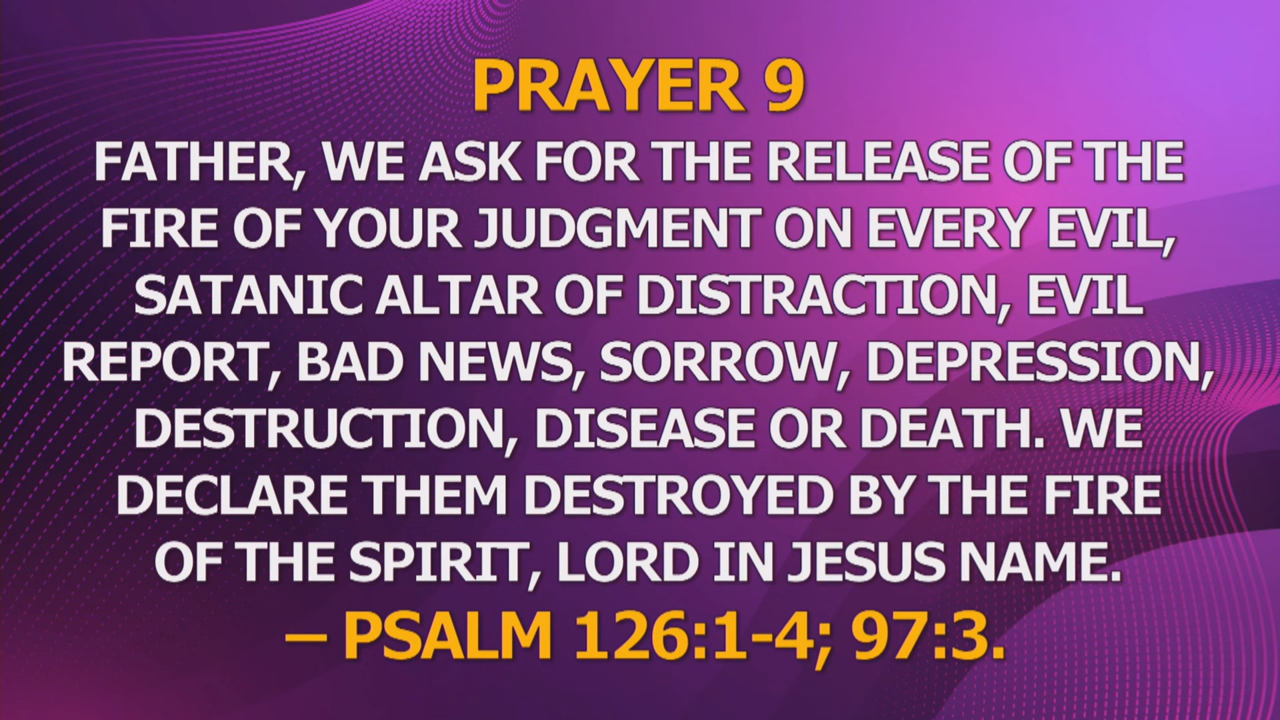 PRAYER 9
FATHER, WE ASK FOR THE RELEASE OF THE
FIRE OF YOUR JUDGMENT ON EVERY EVIL,
SATANIC ALTAR OF DISTRACTION, EVIL
REPORT, BAD NEWS, SORROW, DEPRESSION,
DESTRUCTION, DISEASE OR DEATH. WE
DECLARE THEM DESTROYED BY THE FIRE
OF THE SPIRIT, LORD IN JESUS NAME.
– PSALM 126:1-4; 97:3.